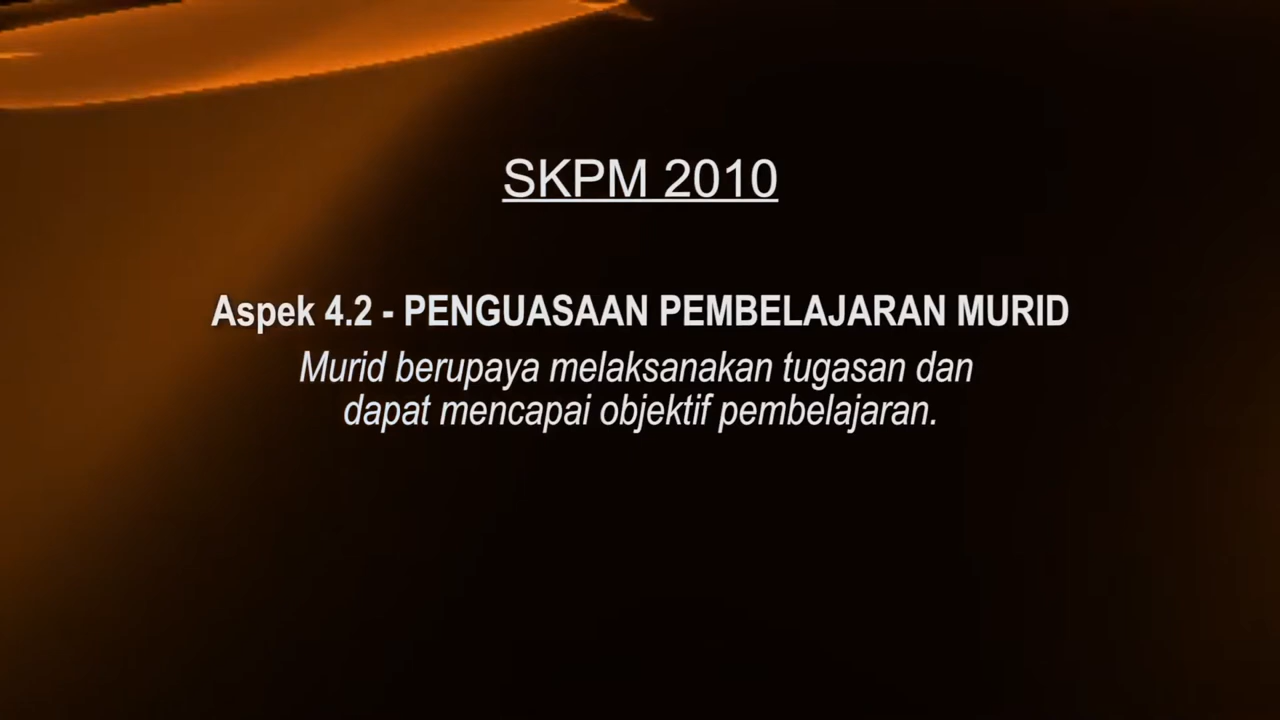 SKPM 2010
Aspek 4.2 - PENGUASAAN PEMBELAJARAN MURID
Murid berupaya melaksanakan tugasan dan
dapat mencapai objektif pembelajaran.